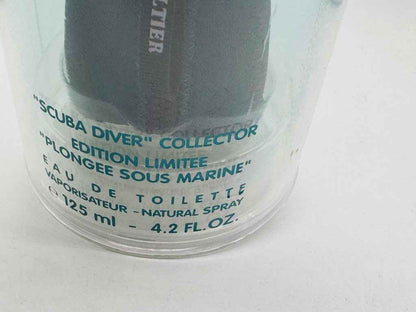 LTIER
"SCUBA DIVER" COLLECTOR
EDITION LIMITEE
"PLONGEE SOUS MARINE"
EAU DE TOILETTE
VAPORISATEUR - NATURAL SPRAY
125 ml - 4.2 FL.OZ.